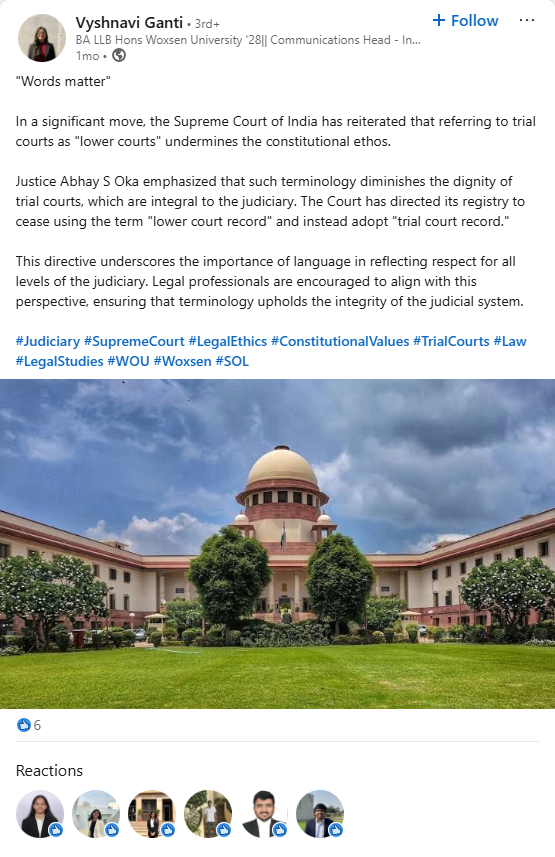 Vyshnavi Ganti • 3rd+
+ Follow
BA LLB Hons Woxsen University '28|| Communications Head - In...
1mo •
"Words matter"
In a significant move, the Supreme Court of India has reiterated that referring to trial
courts as "lower courts" undermines the constitutional ethos.
Justice Abhay S Oka emphasized that such terminology diminishes the dignity of
trial courts, which are integral to the judiciary. The Court has directed its registry to
cease using the term "lower court record" and instead adopt "trial court record."
This directive underscores the importance of language in reflecting respect for all
levels of the judiciary. Legal professionals are encouraged to align with this
perspective, ensuring that terminology upholds the integrity of the judicial system.
#Judiciary #SupremeCourt #LegalEthics #ConstitutionalValues #TrialCourts #Law
#LegalStudies #WOU #Woxsen #SOL
6
Reactions